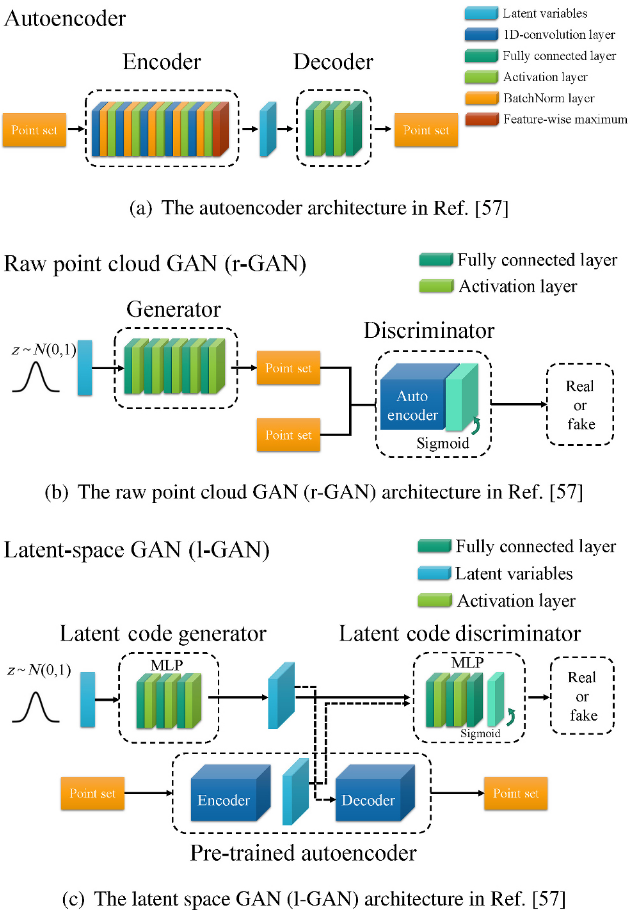 Autoencoder
Latent variables
1D-convolution layer
Fully connected layer
Activation layer
BatchNorm layer
Feature-wise maximum
Encoder
Decoder
Point set
Point set
(a) The autoencoder architecture in Ref. [57]
Raw point cloud GAN (r-GAN)
Fully connected layer
Activation layer
Generator
Discriminator
z ~ N(0,1)
Point set
Point set
Auto
encoder
Sigmoid
Real
or
fake
(b) The raw point cloud GAN (r-GAN) architecture in Ref. [57]
Latent-space GAN (l-GAN)
Fully connected layer
Latent variables
Activation layer
Latent code generator
Latent code discriminator
z ~ N(0,1)
MLP
MLP
Sigmoid
Real
or
fake
Point set
Encoder
Decoder
Point set
Pre-trained autoencoder
(c) The latent space GAN (l-GAN) architecture in Ref. [57]